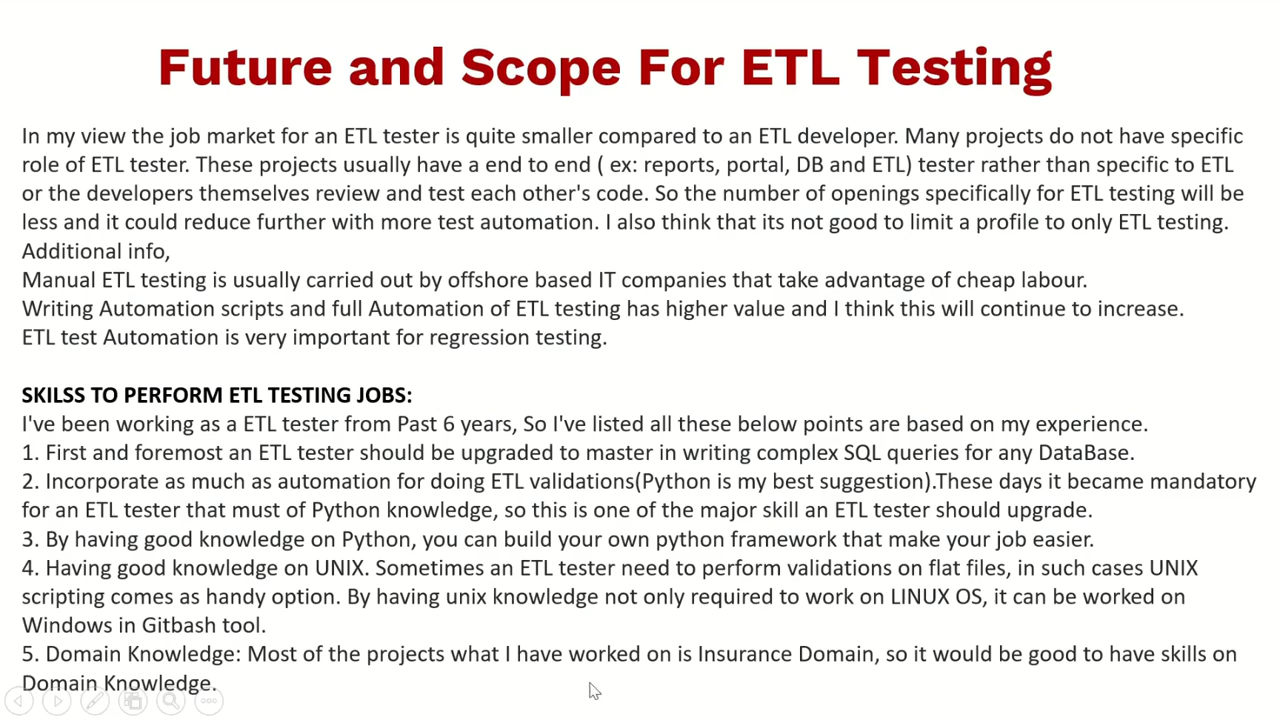 Future and Scope For ETL Testing
In my view the job market for an ETL tester is quite smaller compared to an ETL developer. Many projects do not have specific
role of ETL tester. These projects usually have a end to end ( ex: reports, portal, DB and ETL) tester rather than specific to ETL
or the developers themselves review and test each other's code. So the number of openings specifically for ETL testing will be
less and it could reduce further with more test automation. I also think that its not good to limit a profile to only ETL testing.
Additional info,
Manual ETL testing is usually carried out by offshore based IT companies that take advantage of cheap labour.
Writing Automation scripts and full Automation of ETL testing has higher value and I think this will continue to increase.
ETL test Automation is very important for regression testing.
SKILSS TO PERFORM ETL TESTING JOBS:
I've been working as a ETL tester from Past 6 years, So I've listed all these below points are based on my experience.
1. First and foremost an ETL tester should be upgraded to master in writing complex SQL queries for any DataBase.
2. Incorporate as much as automation for doing ETL validations(Python is my best suggestion).These days it became mandatory
for an ETL tester that must of Python knowledge, so this is one of the major skill an ETL tester should upgrade.
3. By having good knowledge on Python, you can build your own python framework that make your job easier.
4. Having good knowledge on UNIX. Sometimes an ETL tester need to perform validations on flat files, in such cases UNIX
scripting comes as handy option. By having unix knowledge not only required to work on LINUX OS, it can be worked on
Windows in Gitbash tool.
5. Domain Knowledge: Most of the projects what I have worked on is Insurance Domain, so it would be good to have skills on
Domain Knowledge.